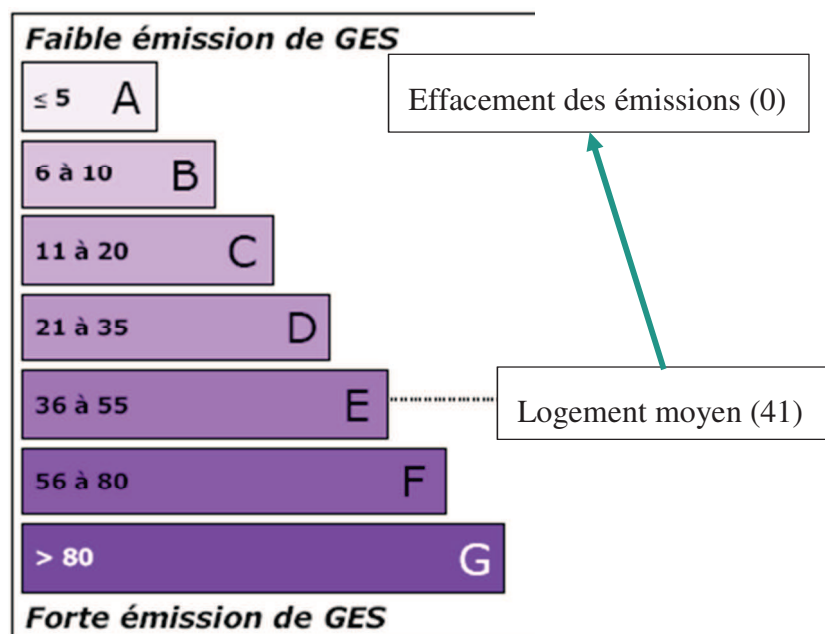 Faible émission de GES
≤ 5 A
Effacement des émissions (0)
6 à 10 B
11 à 20 C
21 à 35 D
36 à 55 E
Logement moyen (41)
56 à 80 F
> 80 G
Forte émission de GES